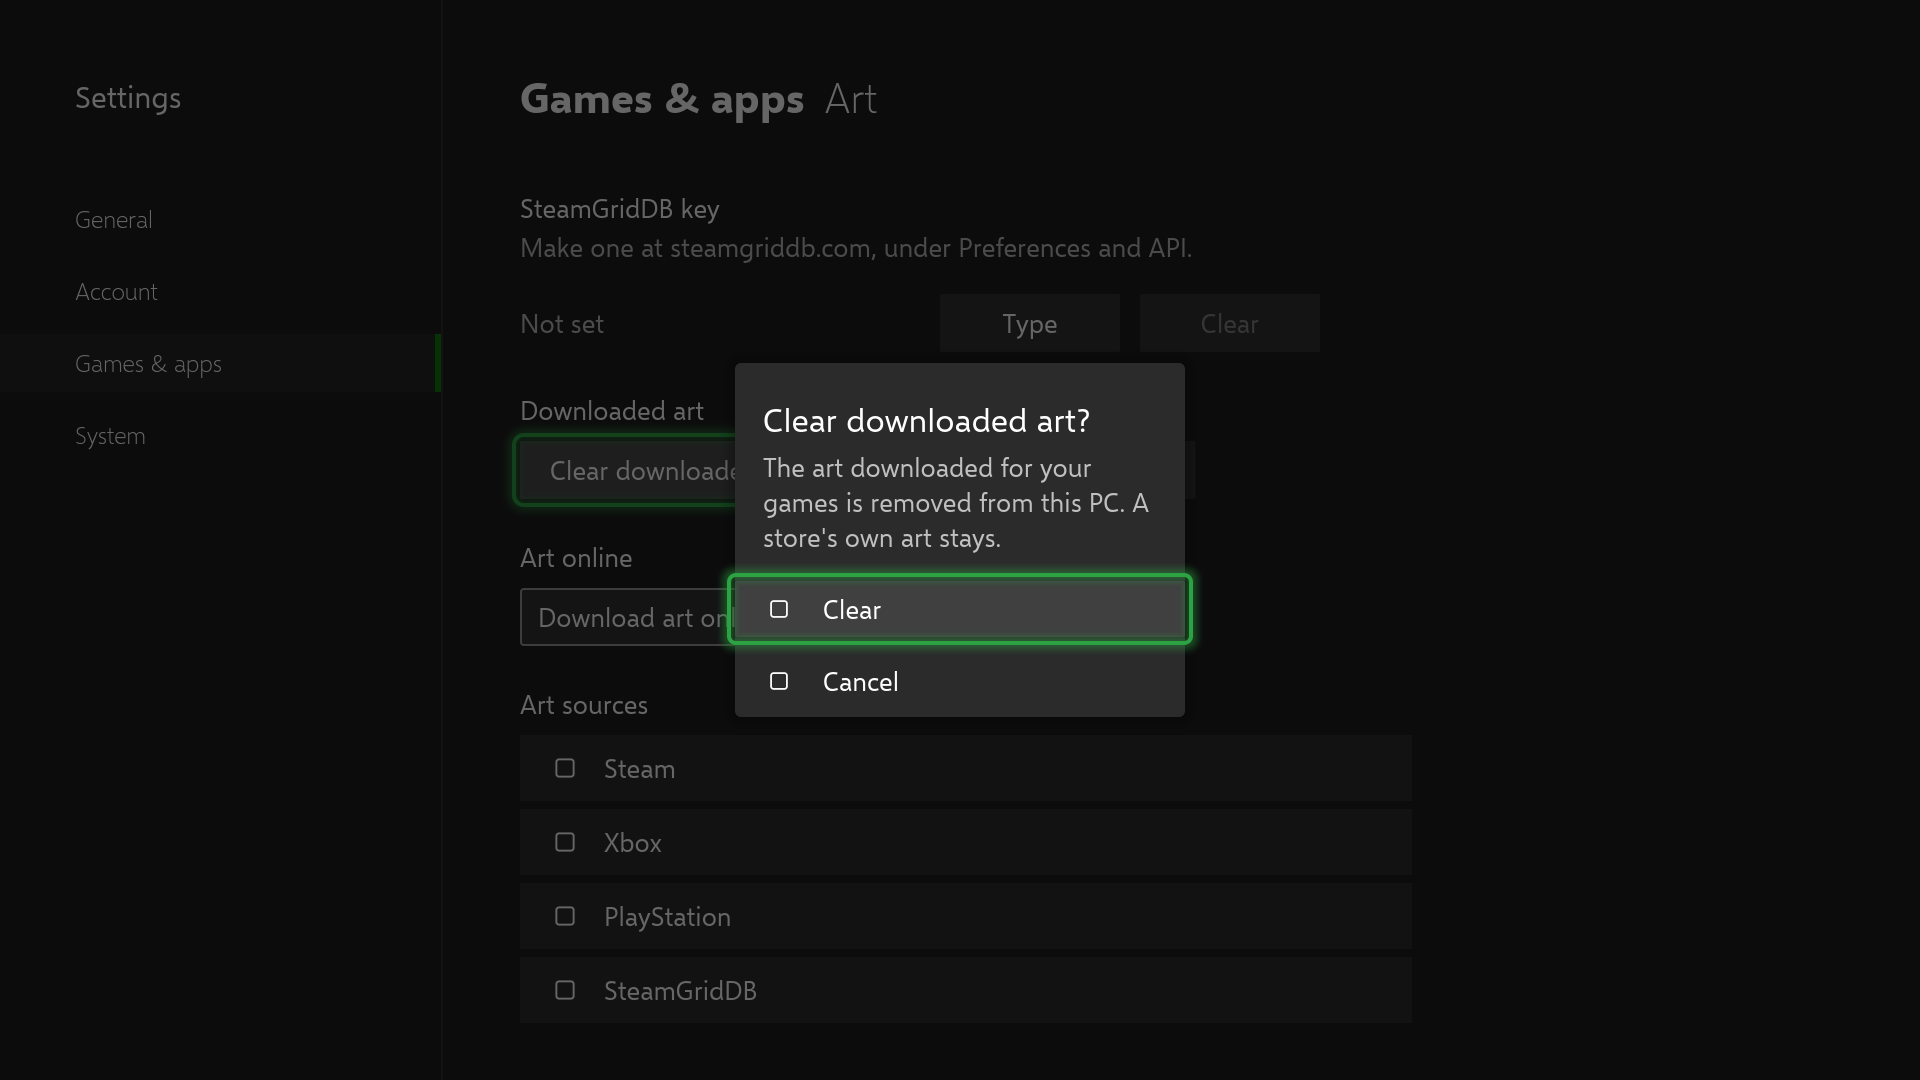 Settings
General
Account
Games & apps
System
Games & apps Art
SteamGridDB key
Make one at steamgriddb.com, under Preferences and API.
Not set
Type
Clear
Downloaded art
Clear downloade
Art online
Download art onl
Art sources
Steam
Xbox
PlayStation
SteamGridDB
Clear downloaded art?
The art downloaded for your
games is removed from this PC. A
store's own art stays.
Clear
Cancel